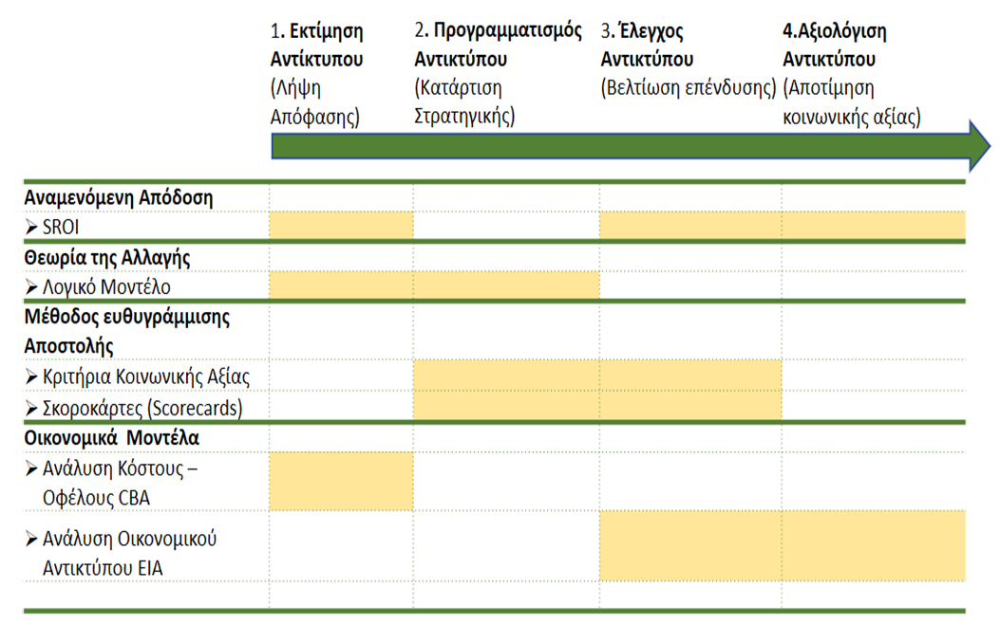 1. Εκτίμηση
Αντίκτυπου
(Λήψη
Απόφασης)
2. Προγραμματισμός
Αντικτύπου
(Κατάρτιση
Στρατηγικής)
3. Έλεγχος
Αντικτύπου
(Βελτίωση επένδυσης)
4.Αξιολόγιση
Αντικτύπου
(Αποτίμηση
κοινωνικής αξίας)
Αναμενόμενη Απόδοση
➢ SROI
Θεωρία της Αλλαγής
➢ Λογικό Μοντέλο
Μέθοδος ευθυγράμμισης
Αποστολής
➢ Κριτήρια Κοινωνικής Αξίας
➢ Σκοροκάρτες (Scorecards)
Οικονομικά Μοντέλα
➢ Ανάλυση Κόστους –
Οφέλους CBA
➢ Ανάλυση Οικονομικού
Αντικτύπου EIA